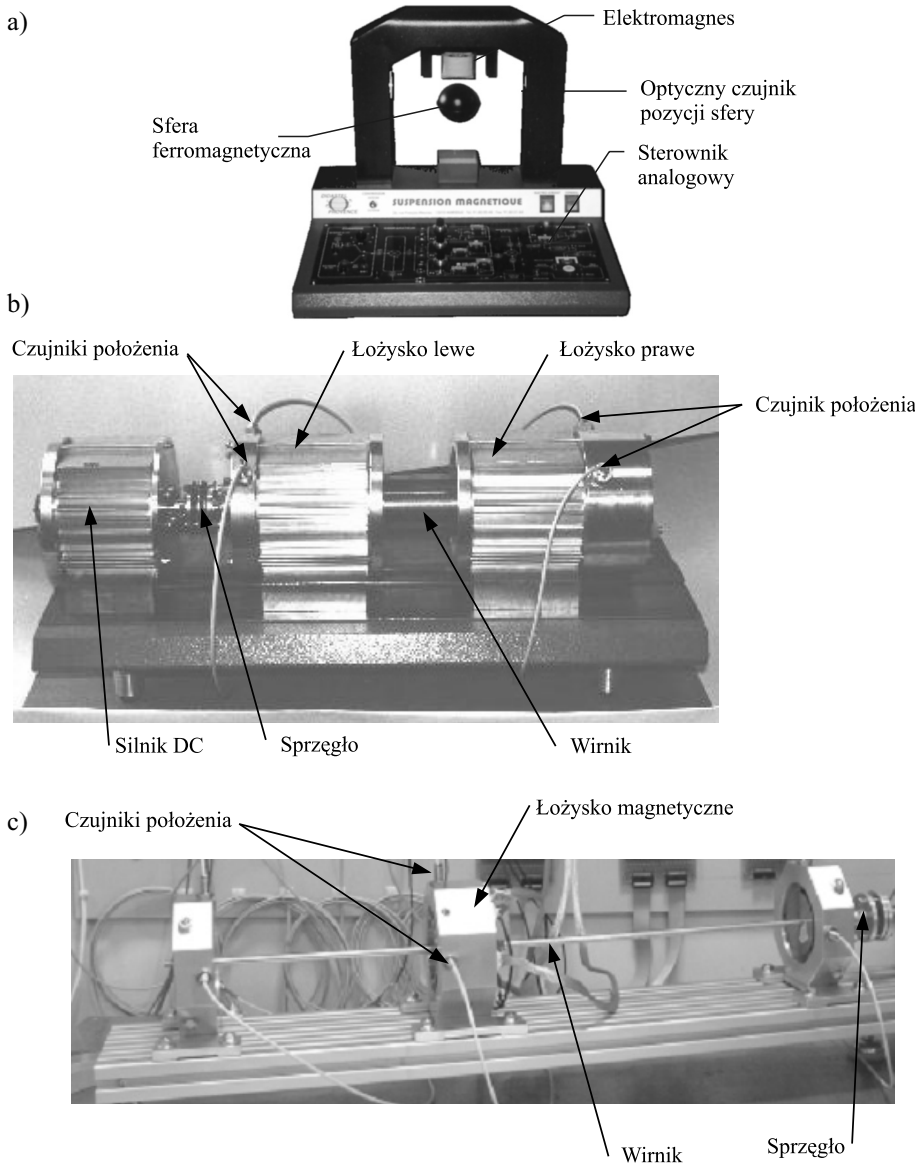 a)
Elektromagnes
Optyczny czujnik
pozycji sfery
Sfera
ferromagnetyczna
Sterownik
analogowy
SUSPENSION MAGNETIQUE
b)
Czujniki położenia
Łożysko lewe
Łożysko prawe
Czujnik położenia
Silnik DC
Sprzęgło
Wirnik
c)
Czujniki położenia
Łożysko magnetyczne
Wirnik
Sprzęgło